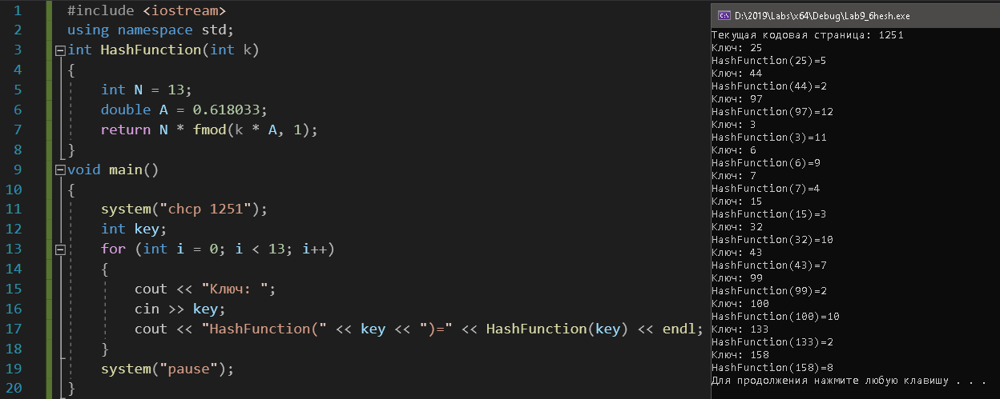 1 #include <iostream>
2 using namespace std;
3 int HashFunction(int k)
4 {
5 int N = 13;
6 double A = 0.618033;
7 return N * fmod(k * A, 1);
8 }
9 void main()
10 {
11 system("chcp 1251");
12 int key;
13 for (int i = 0; i < 13; i++)
14 {
15 cout << "Ключ: ";
16 cin >> key;
17 cout << "HashFunction(" << key << ")=" << HashFunction(key) << endl;
18 }
19 system("pause");
20 }
D:\2019\Labs\x64\Debug\Lab9_6hesh.exe
Текущая кодовая страница: 1251
Ключ: 25
HashFunction(25)=5
Ключ: 44
HashFunction(44)=2
Ключ: 97
HashFunction(97)=12
Ключ: 3
HashFunction(3)=11
Ключ: 6
HashFunction(6)=9
Ключ: 7
HashFunction(7)=4
Ключ: 15
HashFunction(15)=3
Ключ: 32
HashFunction(32)=10
Ключ: 43
HashFunction(43)=7
Ключ: 99
HashFunction(99)=2
Ключ: 100
HashFunction(100)=10
Ключ: 133
HashFunction(133)=2
Ключ: 158
HashFunction(158)=8
Для продолжения нажмите любую клавишу . . .